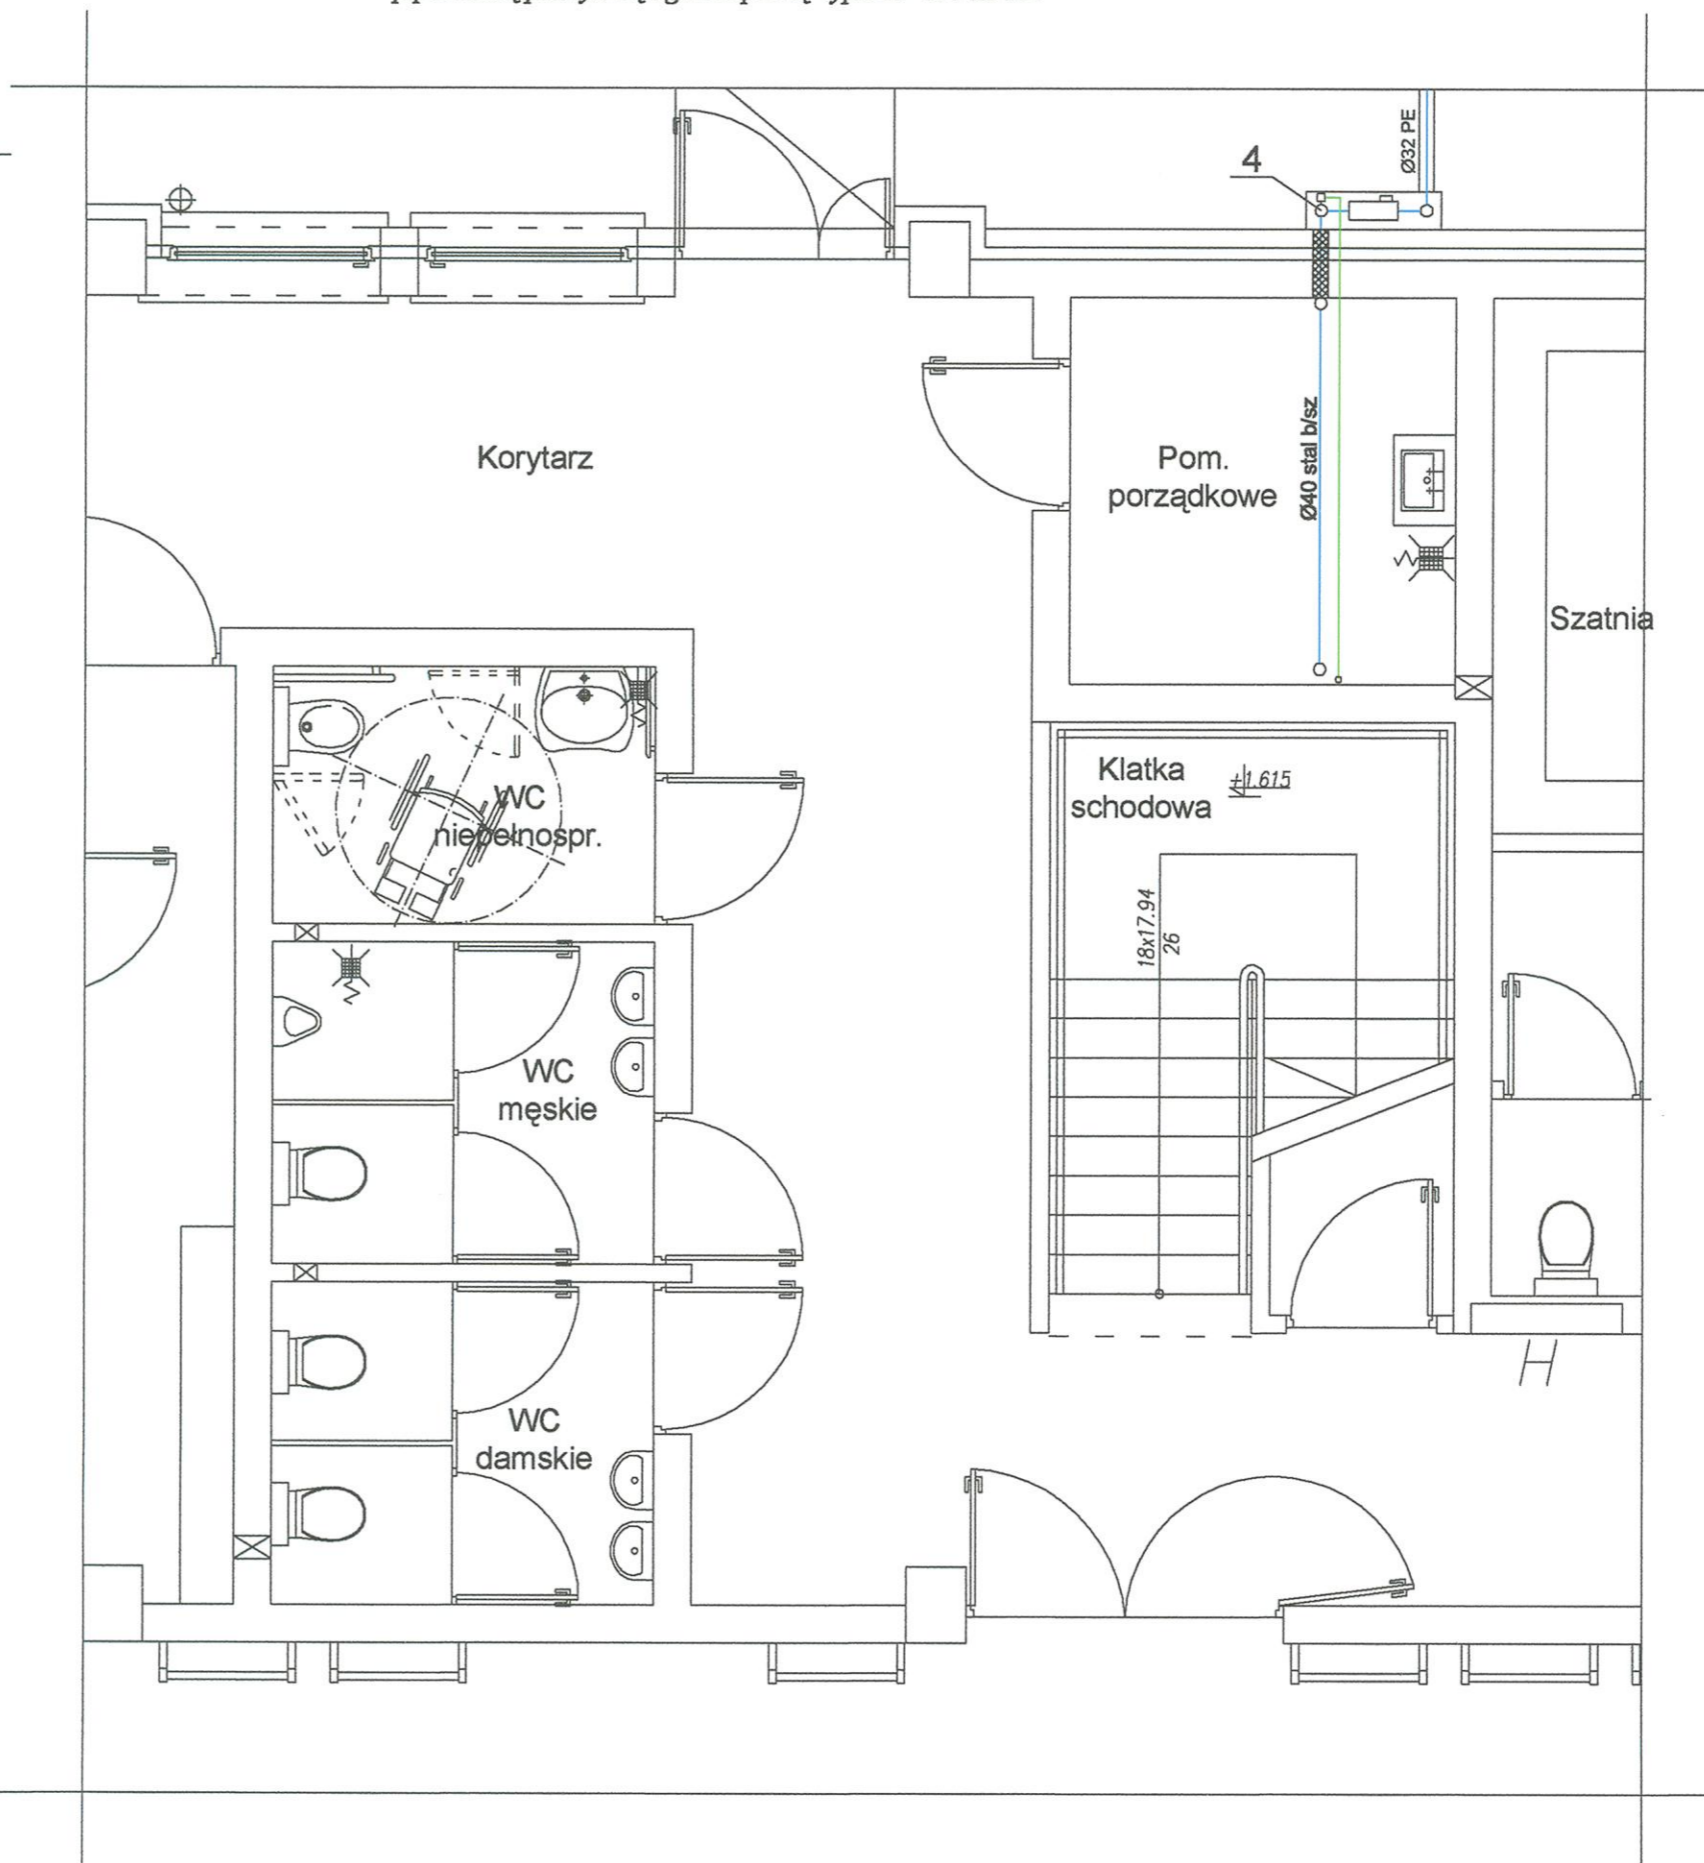 4
Ø32 PE
Korytarz
Pom.
porządkowe
Ø40 stal b/sz
Szatnia
WC
niepełnospr.
Klatka
schodowa
±1.615
18x17.94
26
WC
męskie
WC
damskie